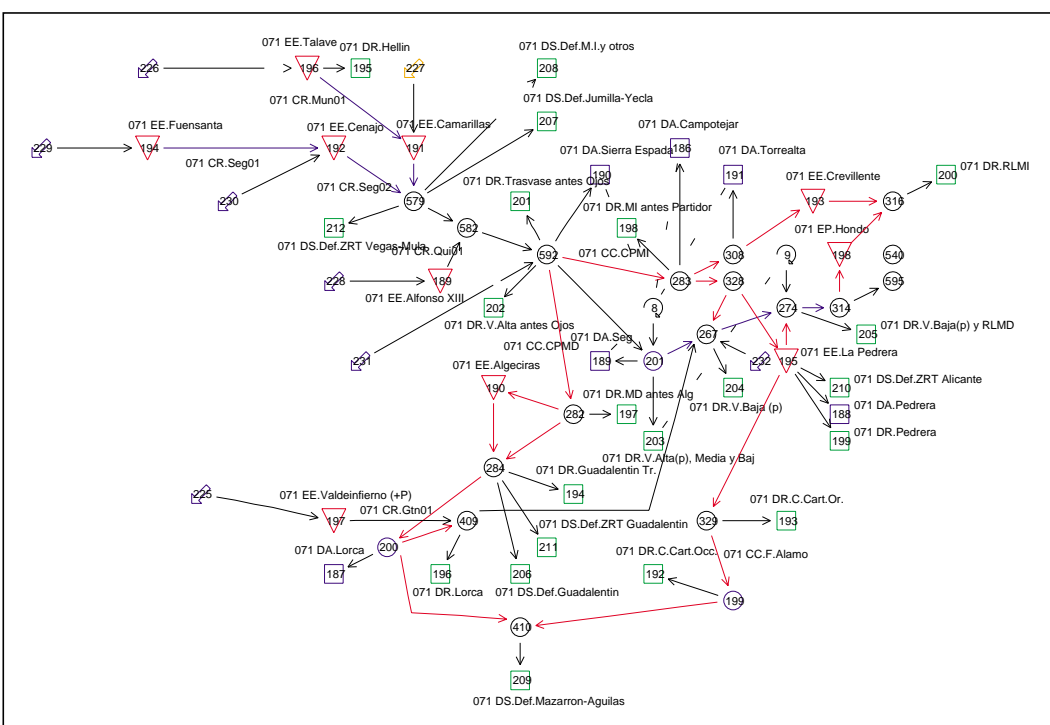 071 EE.Talave
071 DR.Hellin
071 DS.Def.M.I.y otros
226
196
195
227
208
071 CR.Mun01
071 DS.Def.Jumilla-Yecla
071 EE.Fuensanta
071 EE.Cenajo
071 EE.Camarillas
207
071 DA.Campotejar
229
194
192
191
186
071 DA.Sierra Espada
071 DA.Torrealta
071 CR.Seg01
190
191
071 DR.RLMI
071 EE.Crevillente
200
071 CR.Seg02
071 DR.Trasvase antes Ojos
230
579
201
193
316
071 DR.MI antes Partidor
212
582
198
071 EP.Hondo
071 DS.Def.ZRT Vegas-Mula
071 CR.Qui01
592
071 CC.CPMI
308
9
198
540
228
189
283
328
595
071 EE.Alfonso XIII
202
8
274
314
071 DR.V.Alta antes Ojos
071 DA.Seg
267
205
071 DR.V.Baja(p) y RLMD
071 CC.CPMD
231
189
201
232
195
071 EE.La Pedrera
071 EE.Algeciras
190
204
210
071 DS.Def.ZRT Alicante
071 DR.MD antes Alg
071 DR.V.Baja (p)
282
197
188
071 DA.Pedrera
203
199
071 DR.Pedrera
071 DR.V.Alta(p), Media y Baj
284
071 DR.Guadalentin Tr.
225
071 EE.Valdeinfierno (+P)
194
071 DR.C.Cart.Or.
071 CR.Gtn01
197
409
071 DS.Def.ZRT Guadalentin
329
193
071 DA.Lorca
200
211
071 DR.C.Cart.Occ.
071 CC.F.Alamo
187
196
206
192
071 DR.Lorca
071 DS.Def.Guadalentin
199
410
209
071 DS.Def.Mazarron-Aguilas